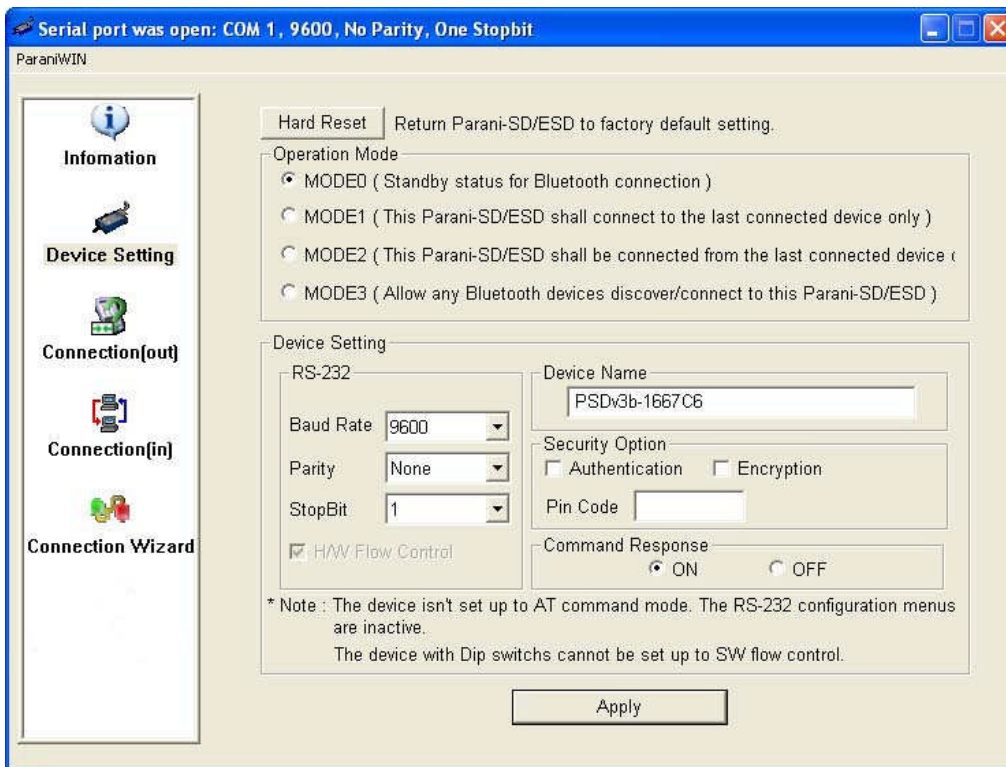 Serial port was open: COM 1, 9600, No Parity, One Stopbit
ParaniWIN
Infomation
Device Setting
Connection(out)
Connection(in)
Connection Wizard
Hard Reset Return Parani-SD/ESD to factory default setting.
Operation Mode
MODE0 ( Standby status for Bluetooth connection )
MODE1 ( This Parani-SD/ESD shall connect to the last connected device only )
MODE2 ( This Parani-SD/ESD shall be connected from the last connected device
MODE3 ( Allow any Bluetooth devices discover/connect to this Parani-SD/ESD )
Device Setting
RS-232
Baud Rate 9600
Parity None
StopBit 1
H/W Flow Control
Device Name
PSDv3b-1667C6
Security Option
Authentication Encryption
Pin Code
Command Response
ON OFF
* Note : The device isn't set up to AT command mode. The RS-232 configuration menus
are inactive.
The device with Dip switchs cannot be set up to SW flow control.
Apply